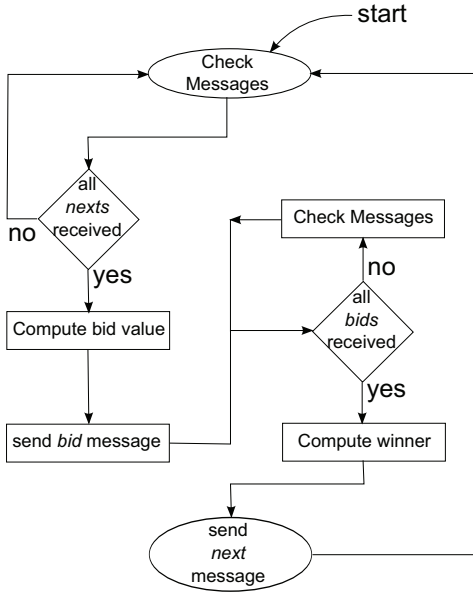 start
Check
Messages
all
nexts
received
no
yes
Compute bid value
send bid message
Check Messages
no
all
bids
received
yes
Compute winner
send
next
message